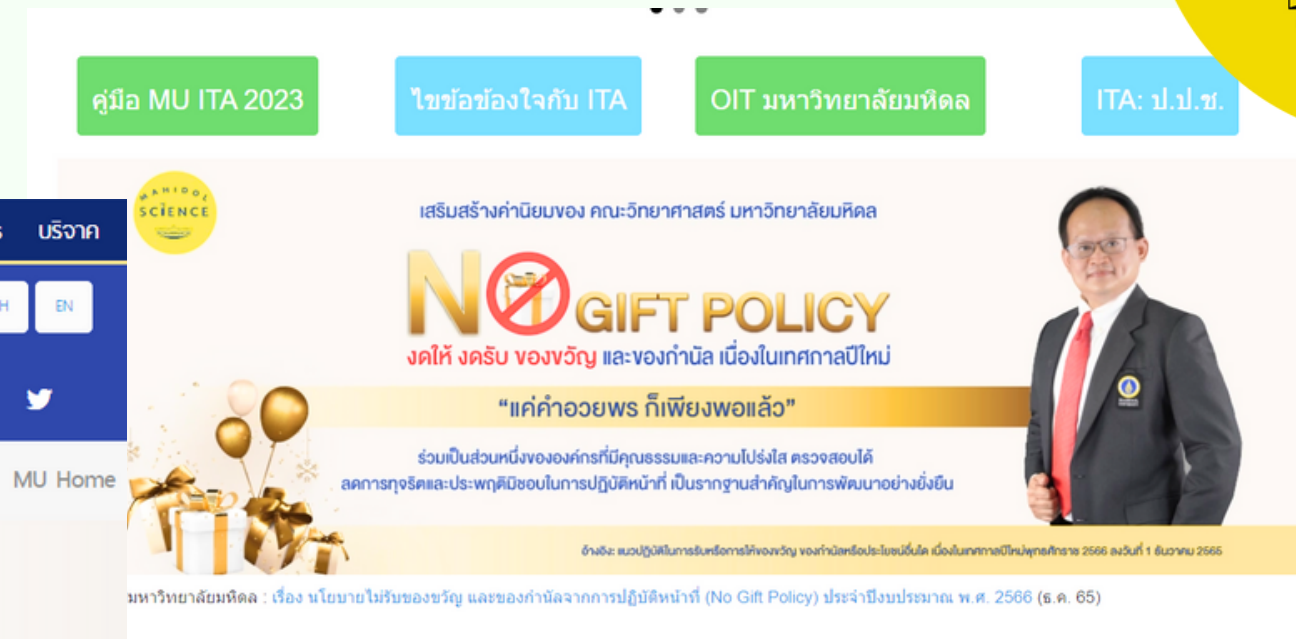 คู่มือ MU ITA 2023
ไขข้อข้องใจกับ ITA
OIT มหาวิทยาลัยมหิดล
ITA: ป.ป.ช.
MAHIDOL
SCIENCE
เสริมสร้างค่านิยมของ คณะวิทยาศาสตร์ มหาวิทยาลัยมหิดล
NO GIFT POLICY
งดให้ งดรับ ของขวัญ และของกำนัล เนื่องในเทศกาลปีใหม่
“แค่คำอวยพร ก็เพียงพอแล้ว”
ร่วมเป็นส่วนหนึ่งขององค์กรที่มีคุณธรรมและความโปร่งใส ตรวจสอบได้
ลดการทุจริตและประพฤติมิชอบในการปฏิบัติหน้าที่ เป็นรากฐานสำคัญในการพัฒนาอย่างยั่งยืน
อ้างอิง: แนวปฏิบัติในการรับหรือการให้ของขวัญ ของกำนัลหรือประโยชน์อื่นใด เนื่องในเทศกาลปีใหม่พุทธศักราช 2566 ลงวันที่ 1 ธันวาคม 2565
บริจาค
EN
MU Home
มหาวิทยาลัยมหิดล : เรื่อง นโยบายไม่รับของขวัญ และของกำนัลจากการปฏิบัติหน้าที่ (No Gift Policy) ประจำปีงบประมาณ พ.ศ. 2566 (ธ.ค. 65)